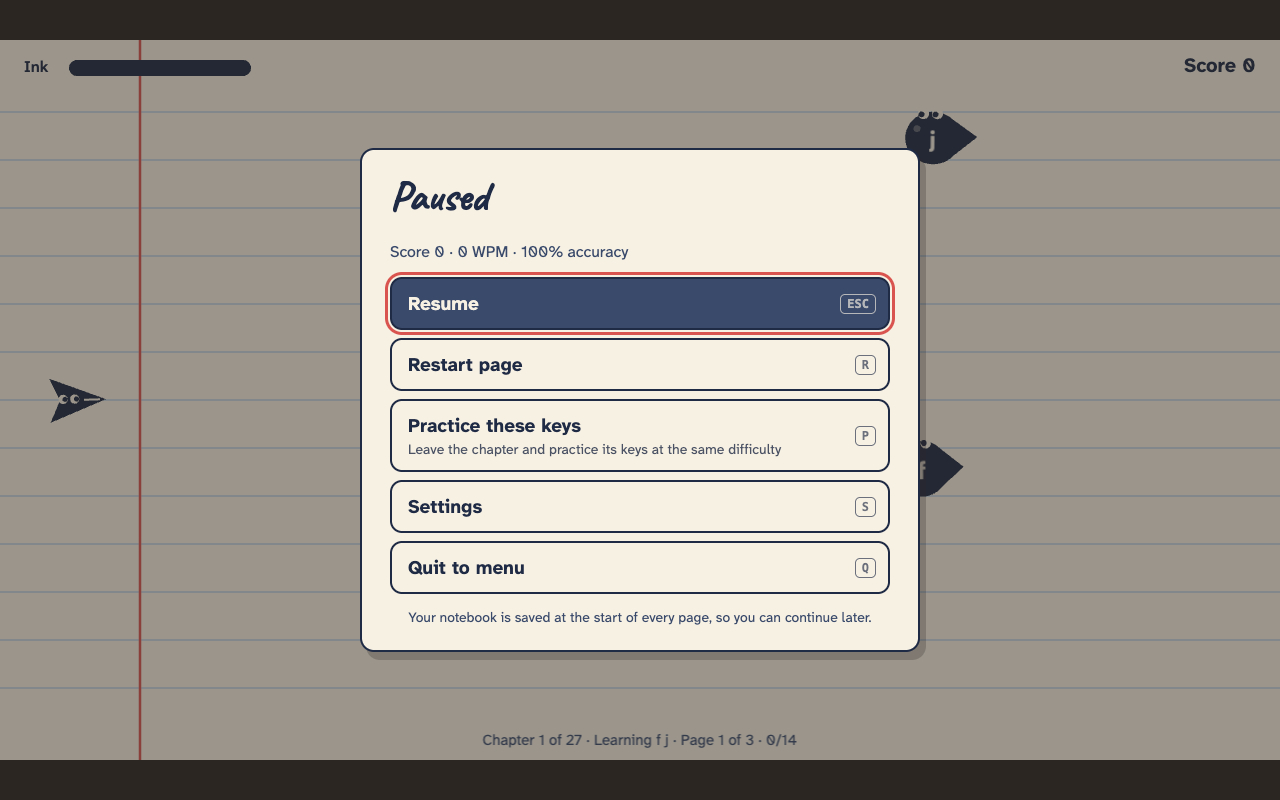 Ink
Score 0
j
Paused
Score 0 · 0 WPM · 100% accuracy
Resume ESC
Restart page R
Practice these keys P
Leave the chapter and practice its keys at the same difficulty
f
Settings S
Quit to menu Q
Your notebook is saved at the start of every page, so you can continue later.
Chapter 1 of 27 · Learning f j · Page 1 of 3 · 0/14